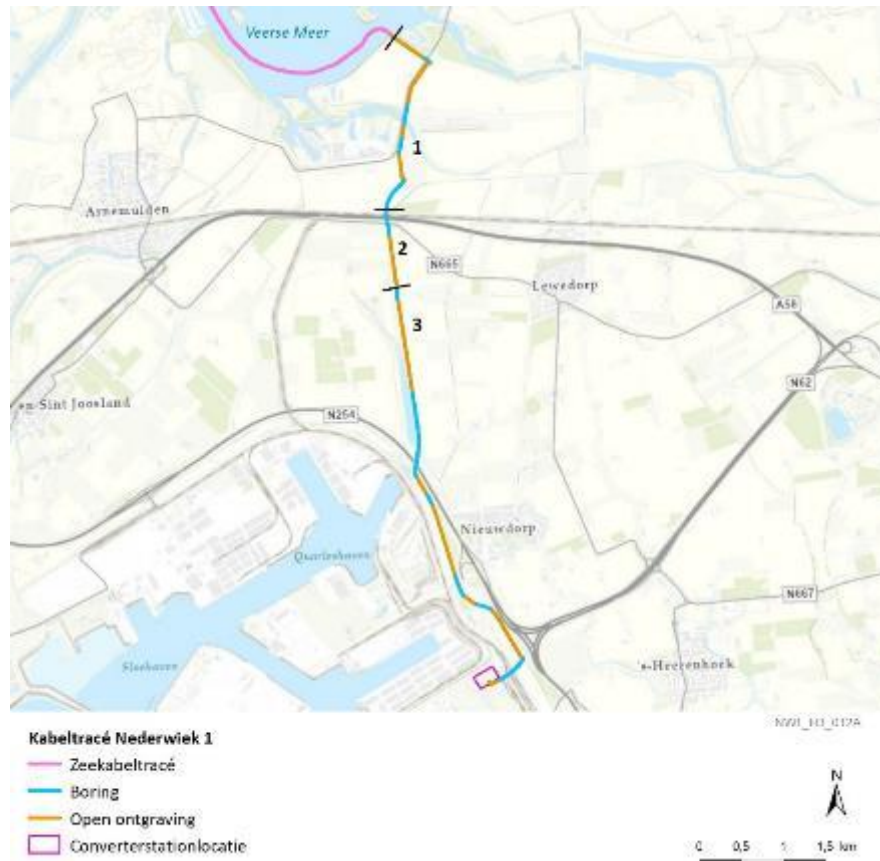 Veerse Meer
1
Arnemuiden
2
N665
Lewedorp
A58
3
N62
en-Sint Joosland
N254
Nieuwdorp
Quarleshaven
N667
Sloehaven
's-Heerenhoek
Kabeltracé Nederwiek 1
Zeekabeltracé
Boring
Open ontgraving
Converterstationlocatie
N
0 0,5 1 1,5 km